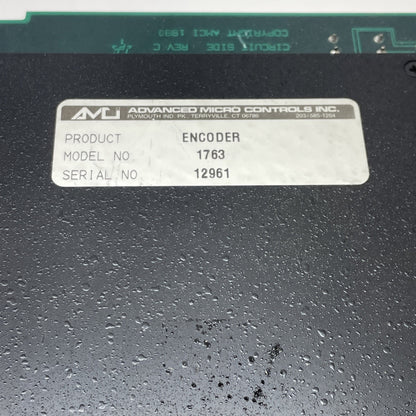 COPYRIGHT AMCI 1990
CIRCUIT SIDE REV C
AMCI ADVANCED MICRO CONTROLS INC.
PLYMOUTH IND. PK. TERRYVILLE, CT 06786 203/585-1254
PRODUCT ENCODER
MODEL NO 1763
SERIAL NO 12961